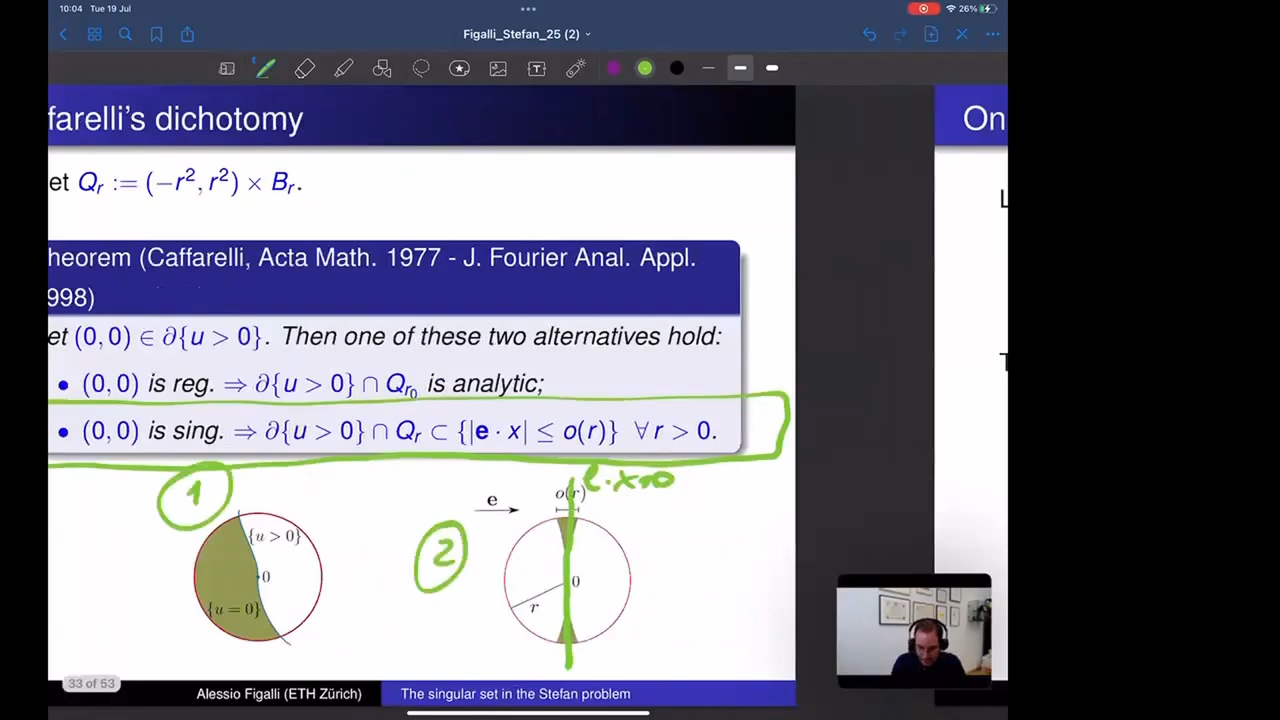 10:04 Tue 19 Jul
26%
Figalli_Stefan_25 (2)
farelli's dichotomy
On
et Q_r := (−r², r²) × B_r.
heorem (Caffarelli, Acta Math. 1977 - J. Fourier Anal. Appl.
998)
et (0, 0) ∈ ∂{u > 0}. Then one of these two alternatives hold:
• (0, 0) is reg. ⇒ ∂{u > 0} ∩ Q_{r_0} is analytic;
• (0, 0) is sing. ⇒ ∂{u > 0} ∩ Q_r ⊂ {|e · x| ≤ o(r)} ∀ r > 0.
1
e·x=0
e
o(r)
{u > 0}
2
0
0
{u = 0}
r
33 of 53
Alessio Figalli (ETH Zürich)
The singular set in the Stefan problem